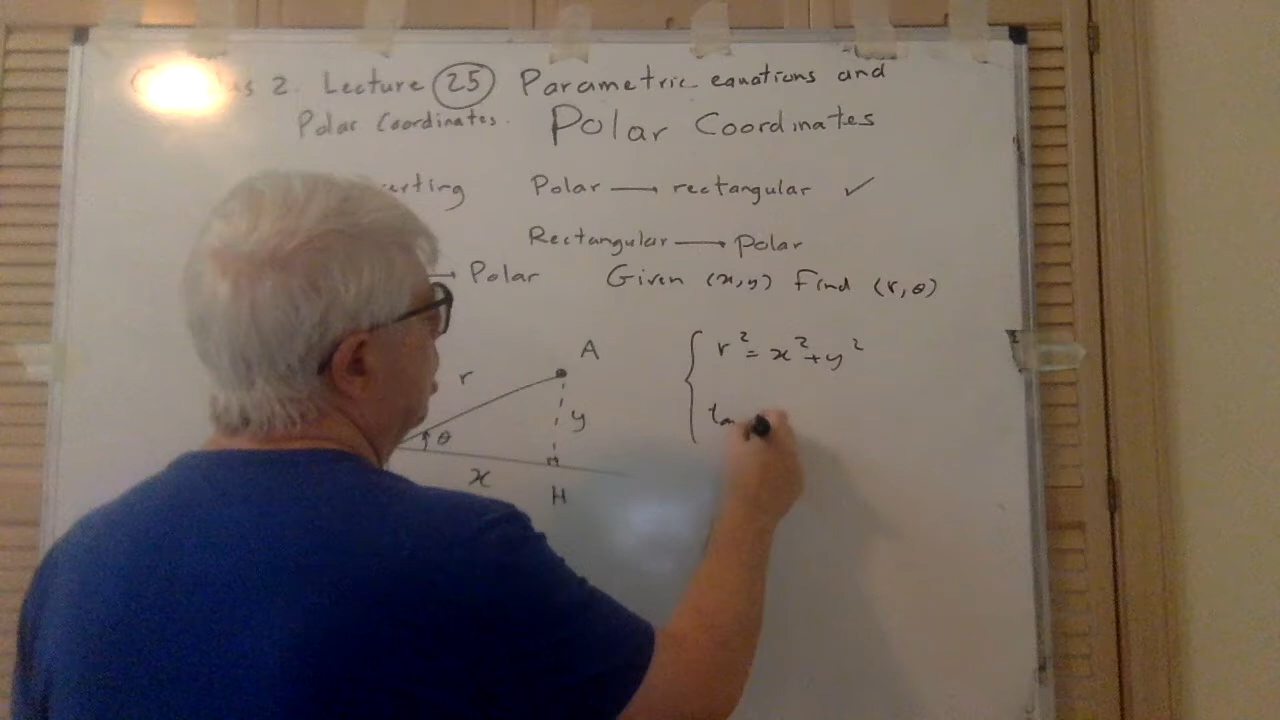 2. Lecture 25 Parametric equations and
Polar Coordinates. Polar Coordinates
Polar → rectangular ✓
Rectangular → Polar
→ Polar Given (x,y) Find (r,θ)
A
r
r² = x² + y²
y
θ
x
H